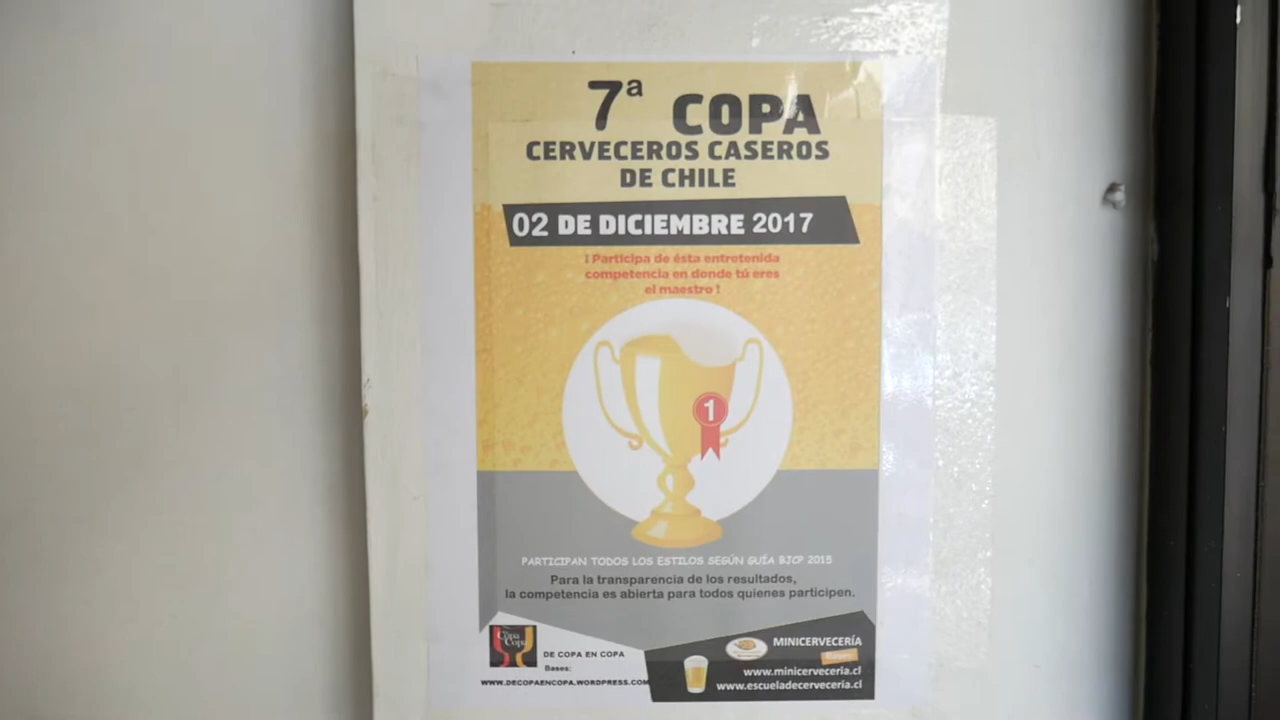 7ª COPA
CERVECEROS CASEROS
DE CHILE
02 DE DICIEMBRE 2017
¡ Participa de ésta entretenida
competencia en donde tú eres
el maestro !
1
PARTICIPAN TODOS LOS ESTILOS SEGÚN GUÍA BJCP 2015
Para la transparencia de los resultados,
la competencia es abierta para todos quienes participen.
Copa
Copa
DE COPA EN COPA
Bases:
WWW.DECOPAENCOPA.WORDPRESS.COM
MINICERVECERÍA
Bases:
www.minicerveceria.cl
www.escueladecerveceria.cl